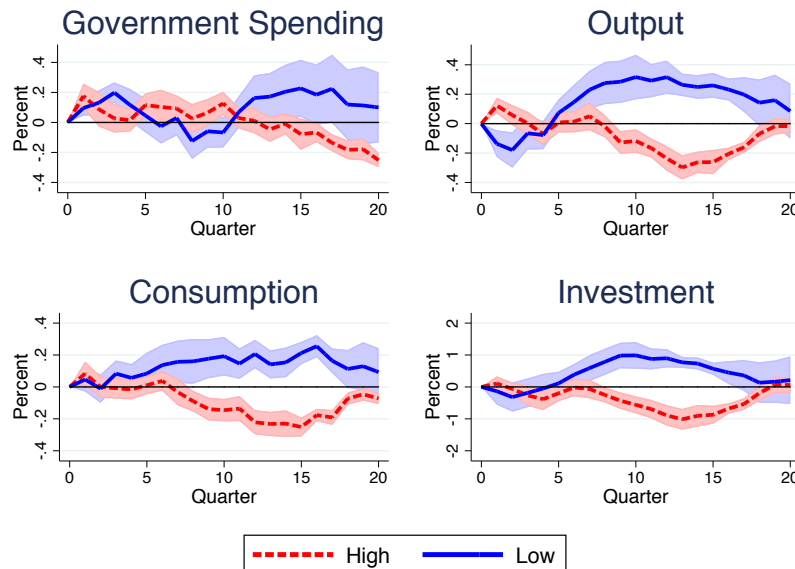 Government Spending
Output
Percent
.4
.2
0
-.2
-.4
0 5 10 15 20
Quarter
Percent
.4
.2
0
-.2
-.4
0 5 10 15 20
Quarter
Consumption
Investment
Percent
.4
.2
0
-.2
-.4
0 5 10 15 20
Quarter
Percent
2
1
0
-1
-2
0 5 10 15 20
Quarter
High Low